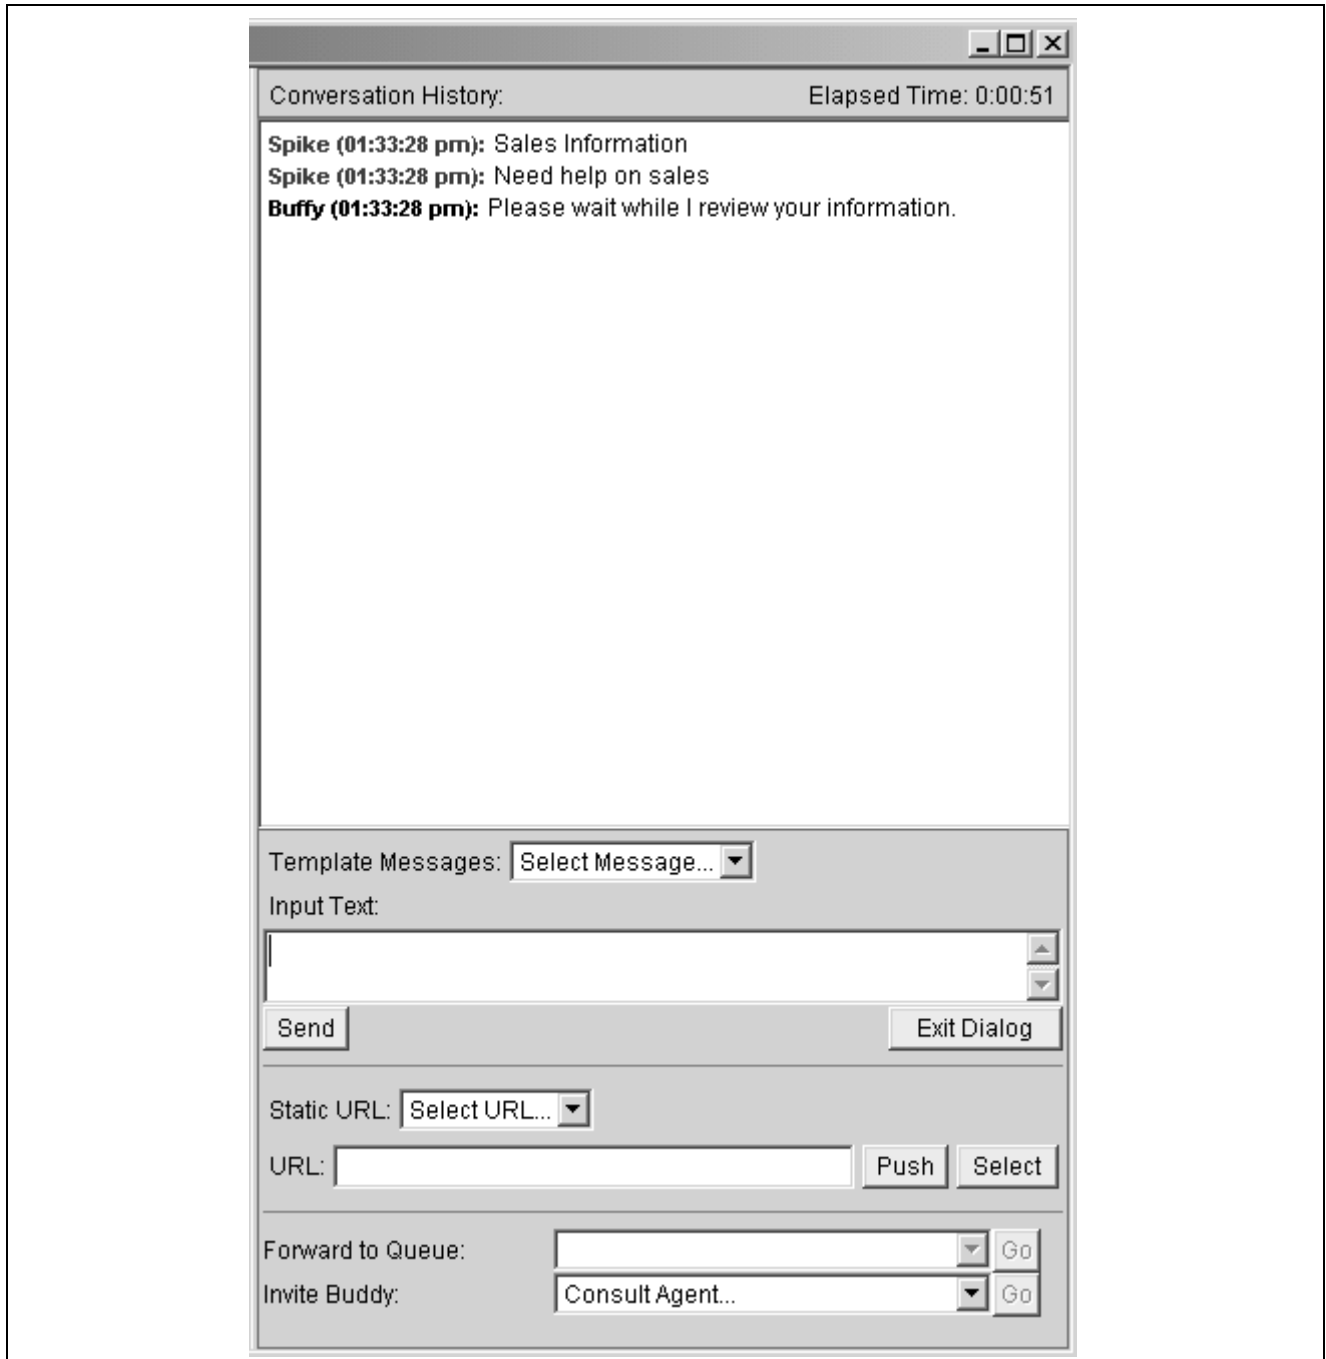 Conversation History: Elapsed Time: 0:00:51
Spike (01:33:28 pm): Sales Information
Spike (01:33:28 pm): Need help on sales
Buffy (01:33:28 pm): Please wait while I review your information.
Template Messages: Select Message...
Input Text:
Send Exit Dialog
Static URL: Select URL...
URL: Push Select
Forward to Queue: Go
Invite Buddy: Consult Agent... Go